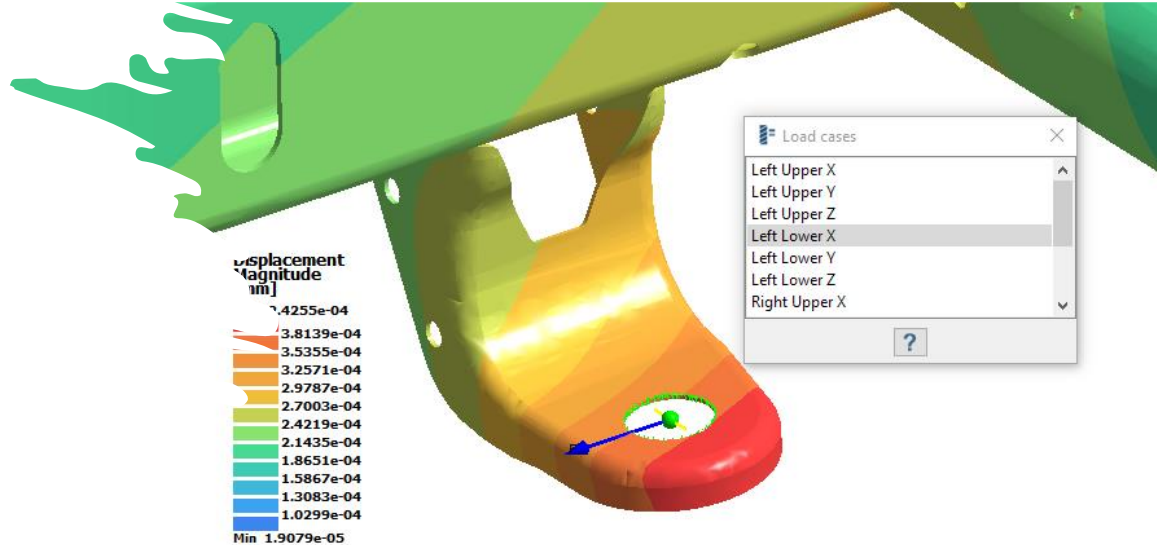 Load cases
Left Upper X
Left Upper Y
Left Upper Z
Left Lower X
Left Lower Y
Left Lower Z
Right Upper X
?
Displacement
Magnitude
.4255e-04
3.8139e-04
3.5355e-04
3.2571e-04
2.9787e-04
2.7003e-04
2.4219e-04
2.1435e-04
1.8651e-04
1.5867e-04
1.3083e-04
1.0299e-04
Min 1.9079e-05